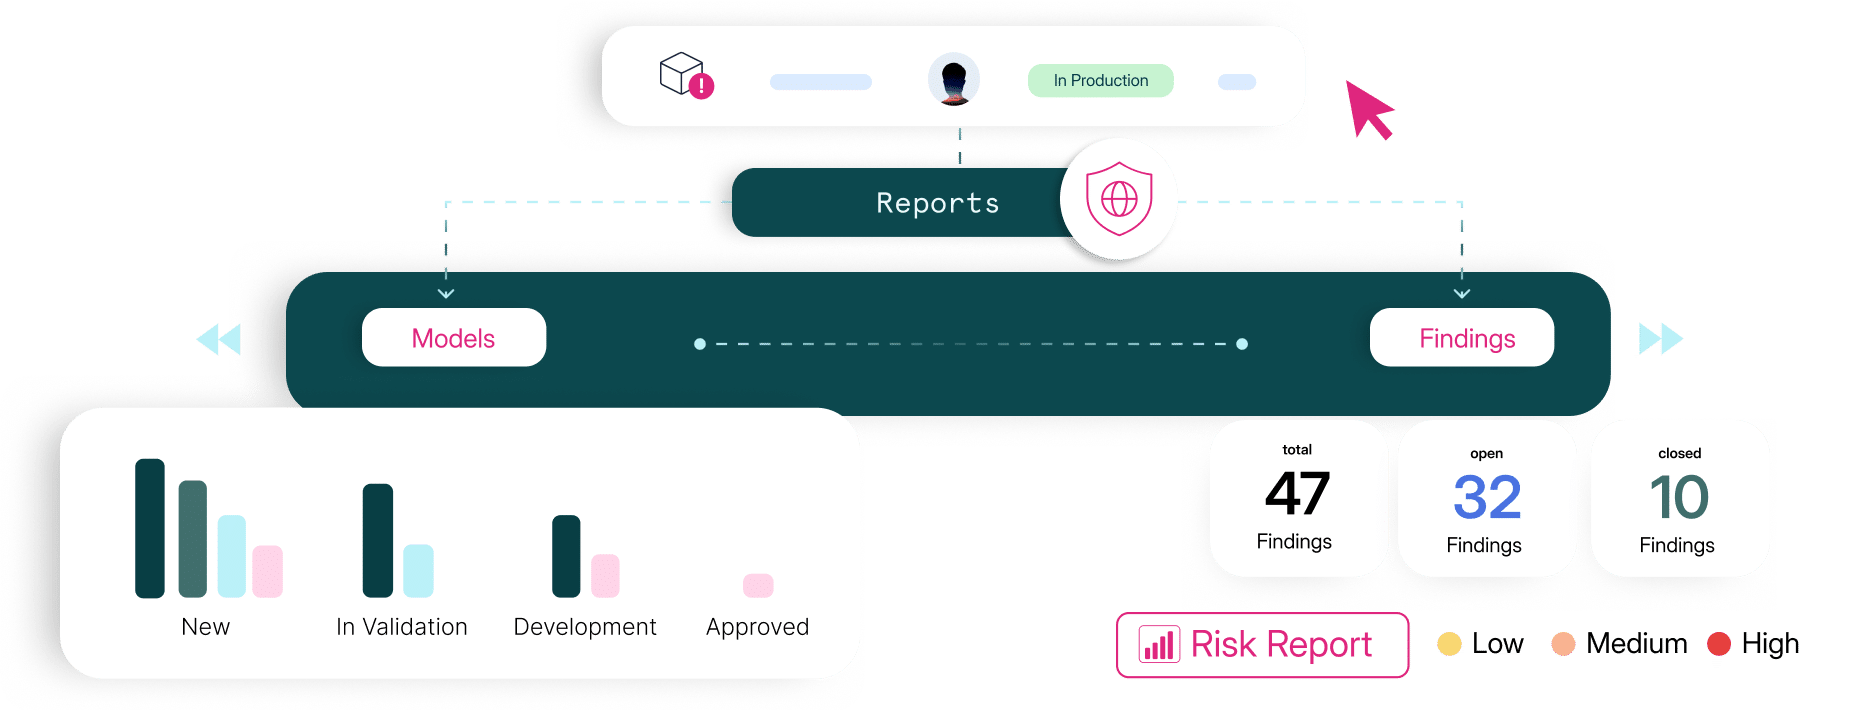 In Production
Reports
Models
Findings
total
47
Findings
open
32
Findings
closed
10
Findings
New
In Validation
Development
Approved
Risk Report
Low
Medium
High